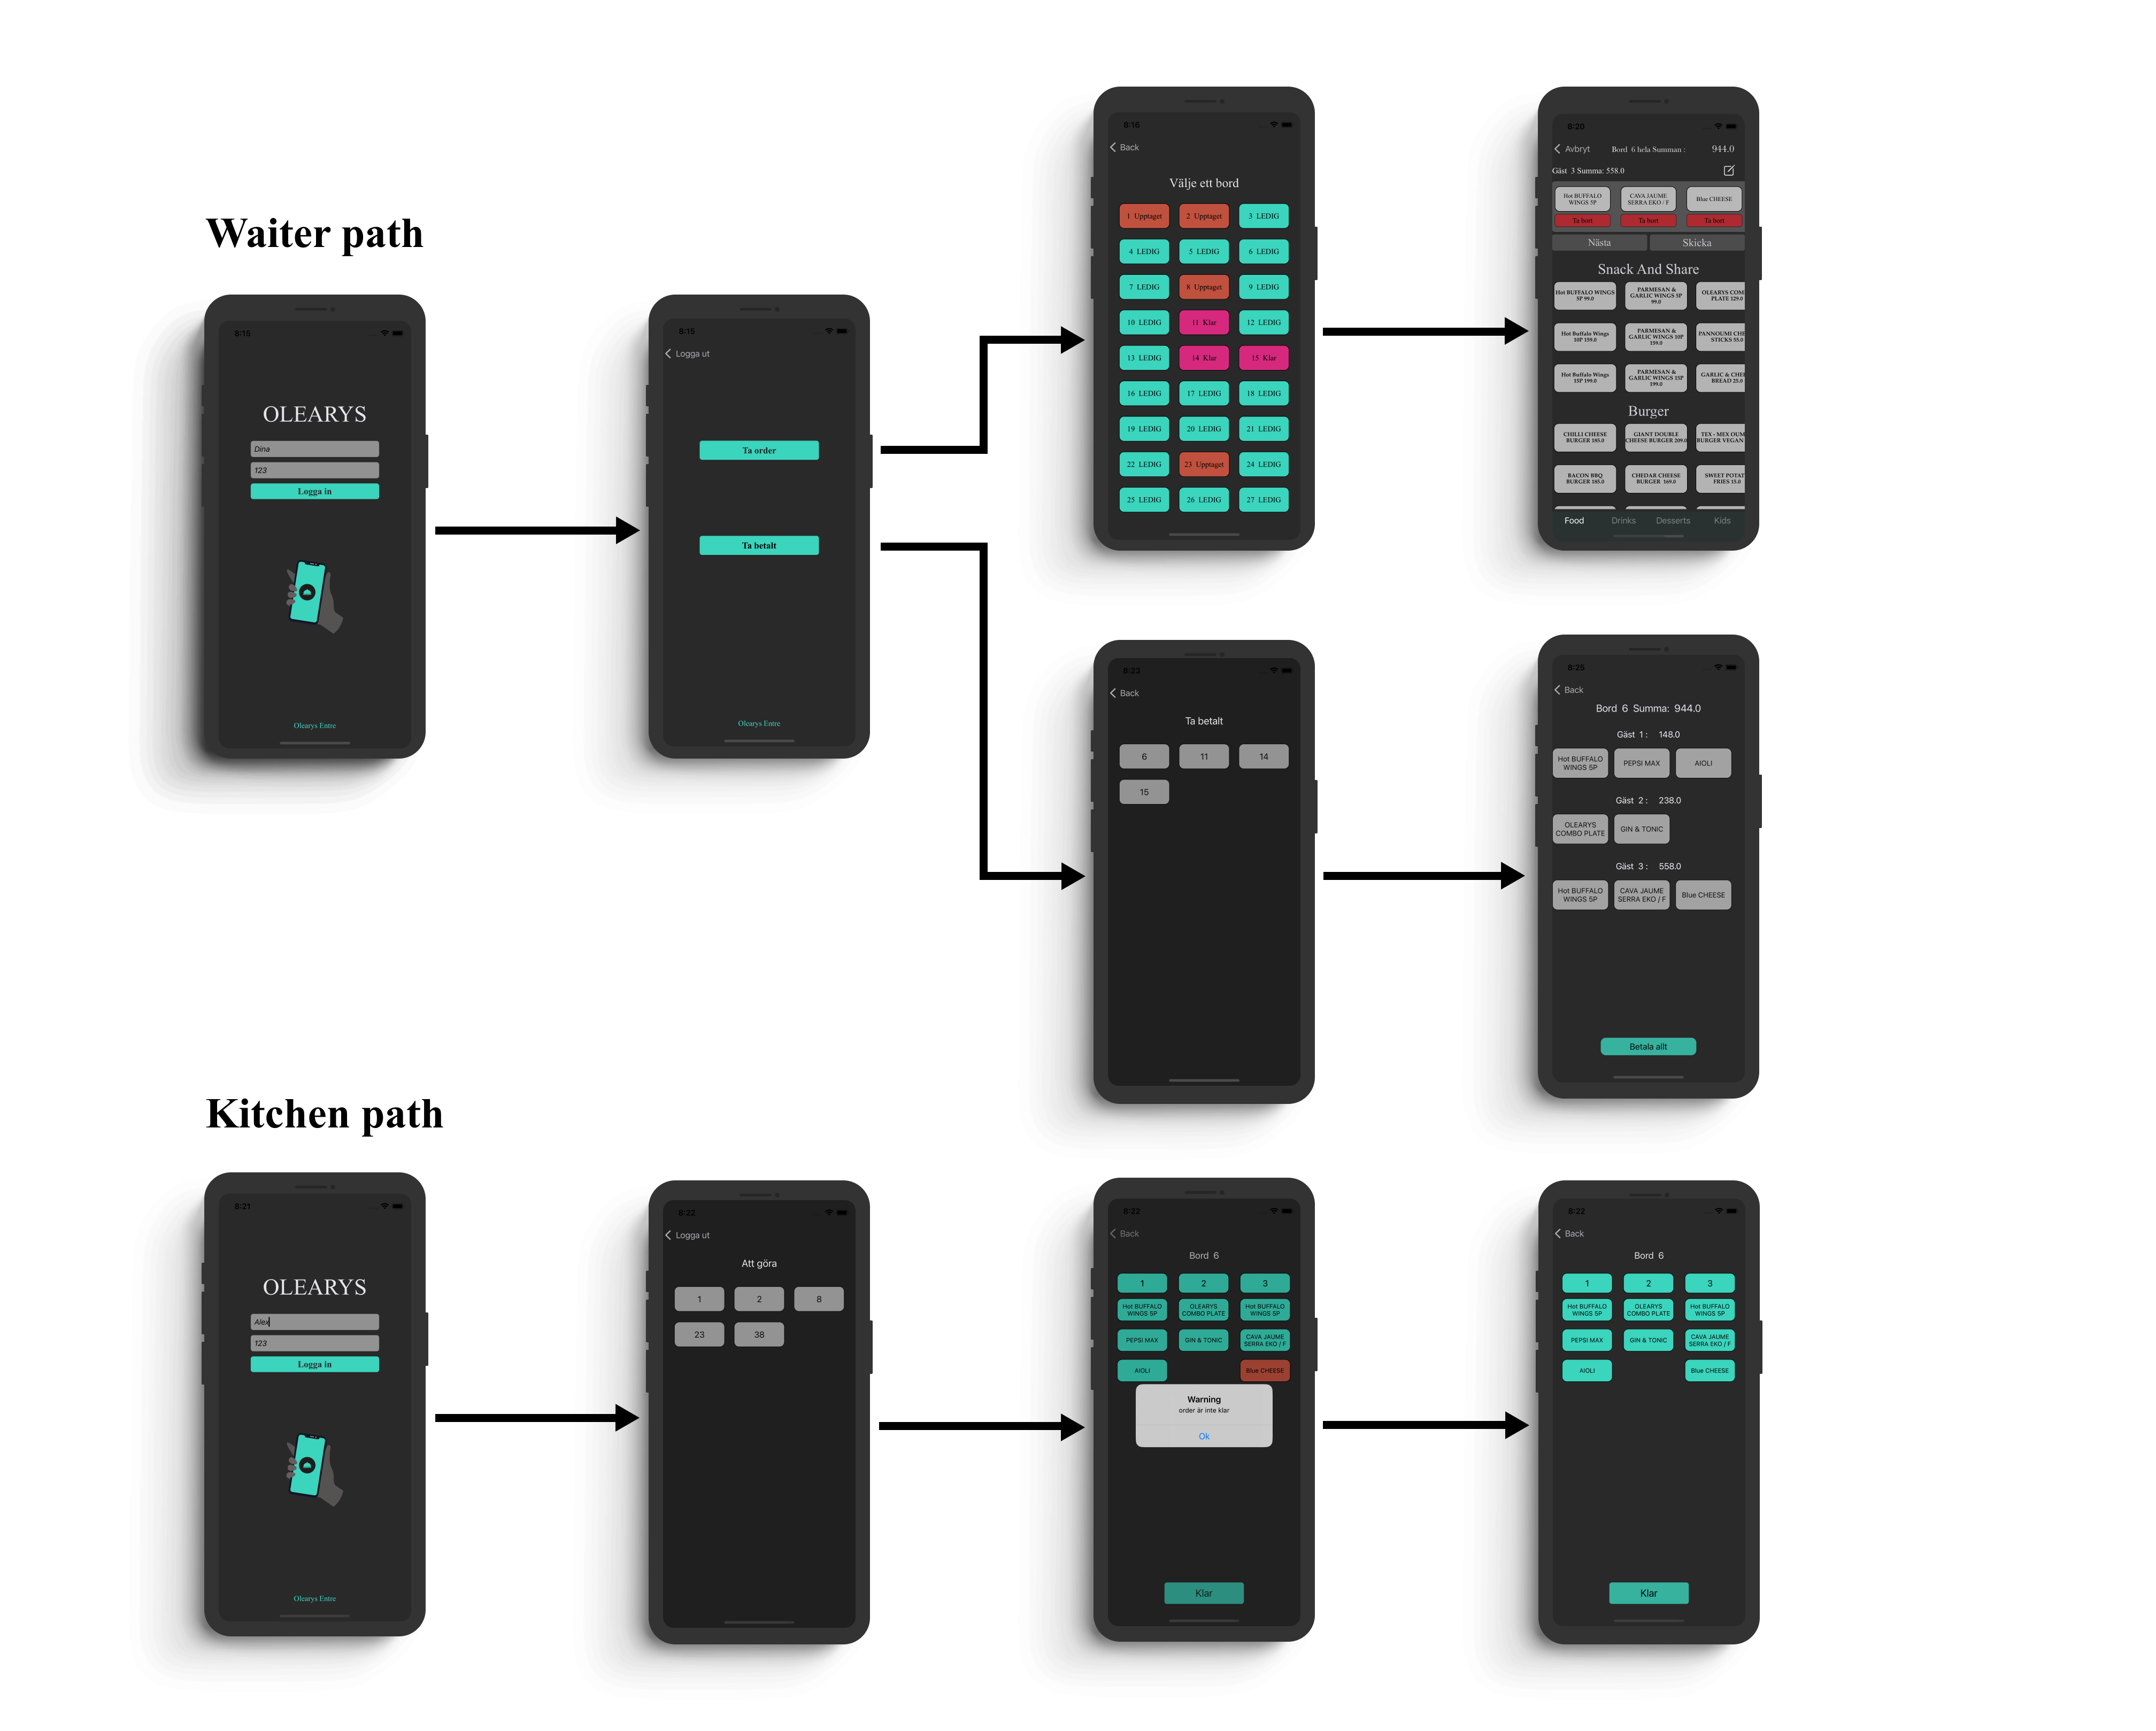 Waiter path
8:15
OLEARYS
Dina
123
Logga in
Olearys Entre
8:15
Logga ut
Ta order
Ta betalt
Olearys Entre
8:16
Back
Välje ett bord
1 Upptaget
2 Upptaget
3 LEDIG
4 LEDIG
5 LEDIG
6 LEDIG
7 LEDIG
8 Upptaget
9 LEDIG
10 LEDIG
11 Klar
12 LEDIG
13 LEDIG
14 Klar
15 Klar
16 LEDIG
17 LEDIG
18 LEDIG
19 LEDIG
20 LEDIG
21 LEDIG
22 LEDIG
23 Upptaget
24 LEDIG
25 LEDIG
26 LEDIG
27 LEDIG
8:20
Avbryt
Bord 6 hela Summan :
944.0
Gäst 3 Summa: 558.0
Hot BUFFALO
WINGS 5P
CAVA JAUME
SERRA EKO / F
Blue CHEESE
Ta bort
Ta bort
Ta bort
Nästa
Skicka
Snack And Share
Hot BUFFALO WINGS
5P 99.0
PARMESAN &
GARLIC WINGS 5P
99.0
OLEARYS COM
PLATE 129.0
Hot Buffalo Wings
10P 159.0
PARMESAN &
GARLIC WINGS 10P
159.0
PANNOUMI CHE
STICKS 55.0
Hot Buffalo Wings
15P 199.0
PARMESAN &
GARLIC WINGS 15P
199.0
GARLIC & CHE
BREAD 25.0
Burger
CHILLI CHEESE
BURGER 185.0
GIANT DOUBLE
CHEESE BURGER 209.0
TEX - MEX OUM
BURGER VEGAN
BACON BBQ
BURGER 185.0
CHEDAR CHEESE
BURGER 169.0
SWEET POTAT
FRIES 15.0
Food
Drinks
Desserts
Kids
8:23
Back
Ta betalt
6
11
14
15
8:25
Back
Bord 6 Summa: 944.0
Gäst 1 : 148.0
Hot BUFFALO
WINGS 5P
PEPSI MAX
AIOLI
Gäst 2 : 238.0
OLEARYS
COMBO PLATE
GIN & TONIC
Gäst 3 : 558.0
Hot BUFFALO
WINGS 5P
CAVA JAUME
SERRA EKO / F
Blue CHEESE
Betala allt
Kitchen path
8:21
OLEARYS
Alex
123
Logga in
Olearys Entre
8:22
Logga ut
Att göra
1
2
8
23
38
8:22
Back
Bord 6
1
2
3
Hot BUFFALO
WINGS 5P
OLEARYS
COMBO PLATE
Hot BUFFALO
WINGS 5P
PEPSI MAX
GIN & TONIC
CAVA JAUME
SERRA EKO / F
AIOLI
Blue CHEESE
Warning
order är inte klar
Ok
Klar
8:22
Back
Bord 6
1
2
3
Hot BUFFALO
WINGS 5P
OLEARYS
COMBO PLATE
Hot BUFFALO
WINGS 5P
PEPSI MAX
GIN & TONIC
CAVA JAUME
SERRA EKO / F
AIOLI
Blue CHEESE
Klar